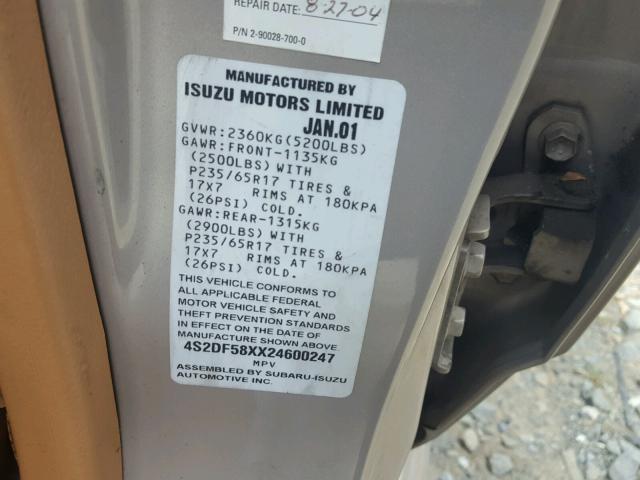 REPAIR DATE: 8-27-04
P/N 2-90028-700-0
MANUFACTURED BY
ISUZU MOTORS LIMITED
JAN.01
GVWR:2360KG(5200LBS)
GAWR:FRONT-1135KG
(2500LBS)WITH
P235/65R17 TIRES &
17X7 RIMS AT 180KPA
(26PSI) COLD.
GAWR:REAR-1315KG
(2900LBS)WITH
P235/65R17 TIRES &
17X7 RIMS AT 180KPA
(26PSI) COLD.
THIS VEHICLE CONFORMS TO
ALL APPLICABLE FEDERAL
MOTOR VEHICLE SAFETY AND
THEFT PREVENTION STANDARDS
IN EFFECT ON THE DATE OF
MANUFACTURE SHOWN ABOVE.
4S2DF58XX24600247
MPV
ASSEMBLED BY SUBARU-ISUZU
AUTOMOTIVE INC.